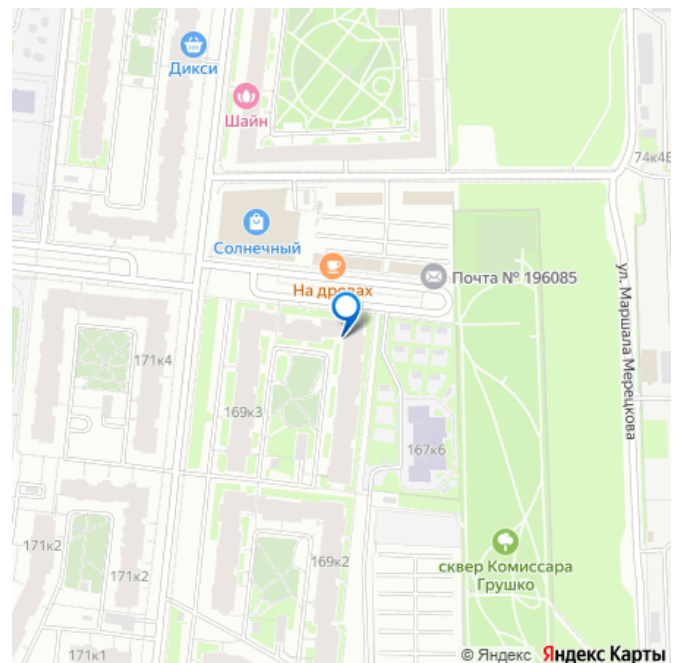 Дикси
Шайн
74к4Б
Солнечный
На дровах
Почта № 196085
ул. Маршала Мерецкова
171к4
169к3
167к6
171к2
171к2
169к2
сквер Комиссара
Грушко
171к1
© Яндекс Яндекс Карты